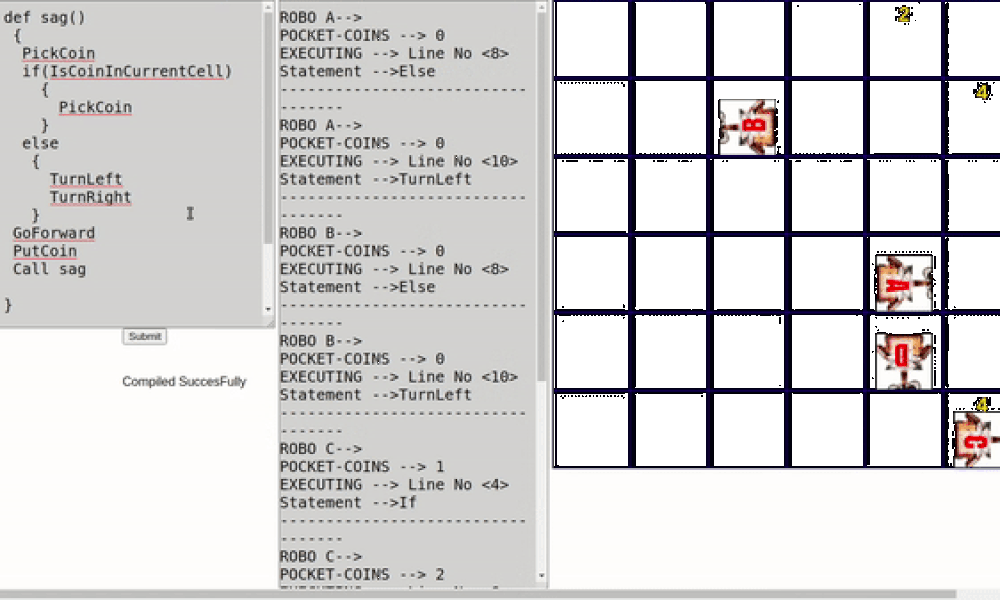 def sag()
{
PickCoin
if(IsCoinInCurrentCell)
{
PickCoin
}
else
{
TurnLeft
TurnRight
}
GoForward
PutCoin
Call sag
}
Submit
Compiled SuccesFully
ROBO A-->
POCKET-COINS --> 0
EXECUTING --> Line No <8>
Statement -->Else
----------------------------
-------
ROBO A-->
POCKET-COINS --> 0
EXECUTING --> Line No <10>
Statement -->TurnLeft
----------------------------
-------
ROBO B-->
POCKET-COINS --> 0
EXECUTING --> Line No <8>
Statement -->Else
----------------------------
-------
ROBO B-->
POCKET-COINS --> 0
EXECUTING --> Line No <10>
Statement -->TurnLeft
----------------------------
-------
ROBO C-->
POCKET-COINS --> 1
EXECUTING --> Line No <4>
Statement -->If
----------------------------
-------
ROBO C-->
POCKET-COINS --> 2
2
4
B
A
D
4
C